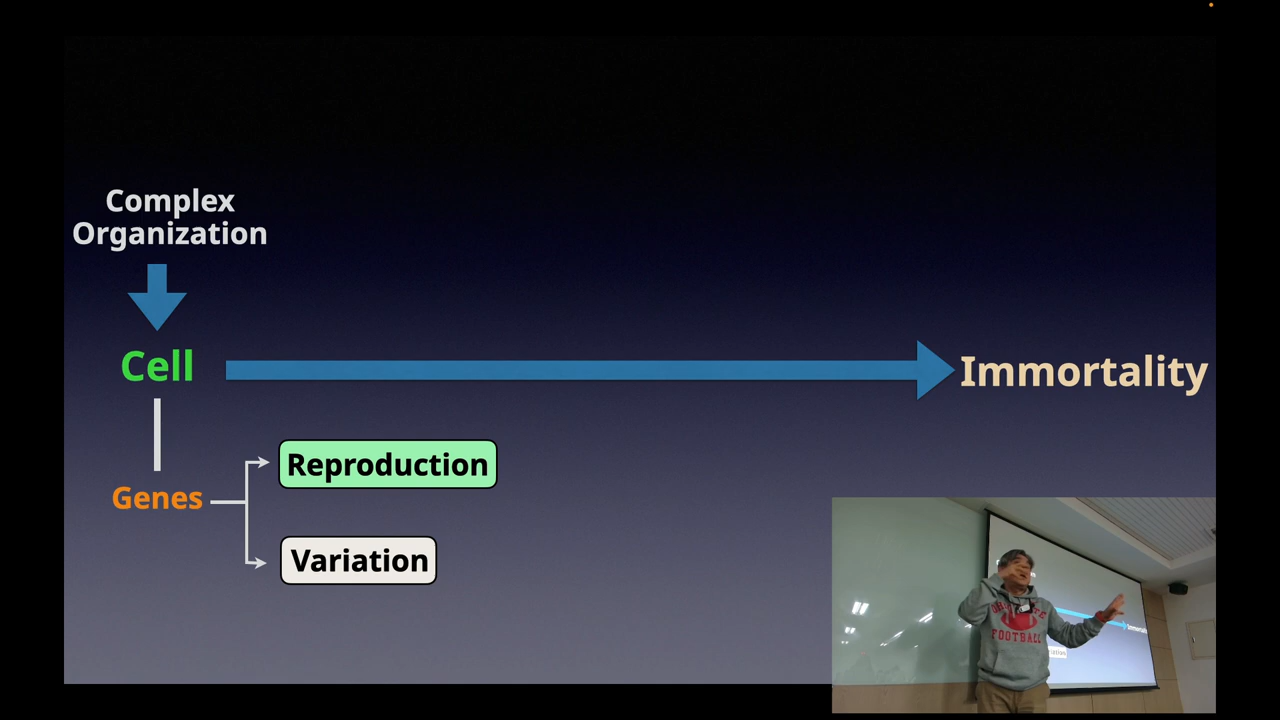 Complex
Organization
Cell
Immortality
Genes
Reproduction
Variation
FOOTBALL